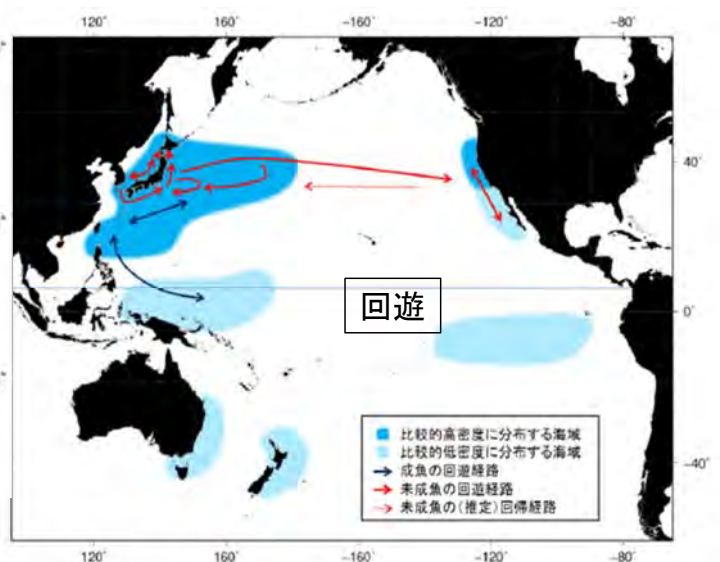 120°
160°
-160°
-120°
-80°
40°
0°
-40°
回遊
比較的高密度に分布する海域
比較的低密度に分布する海域
成魚の回遊経路
未成魚の回遊経路
未成魚の(推定)回帰経路
120°
160°
-160°
-120°
-80°